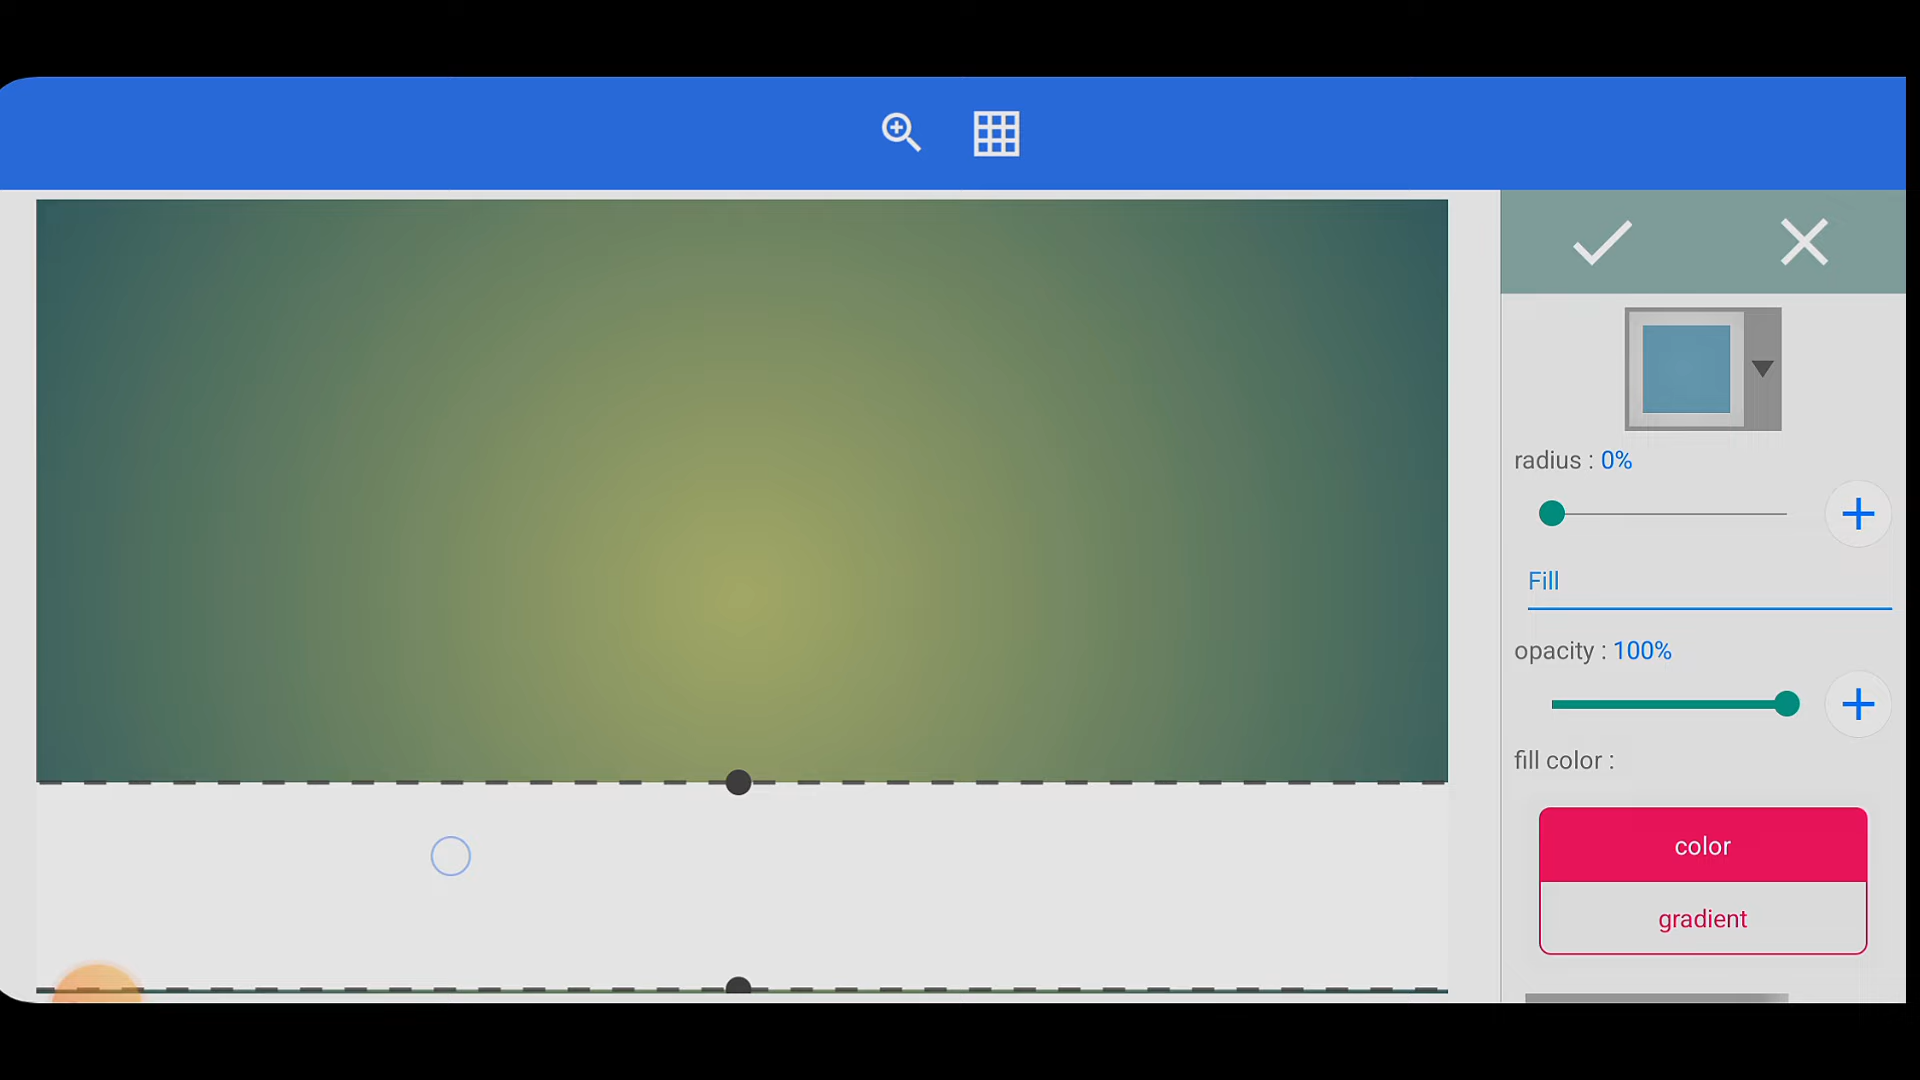 radius : 0%
Fill
opacity : 100%
fill color :
color
gradient